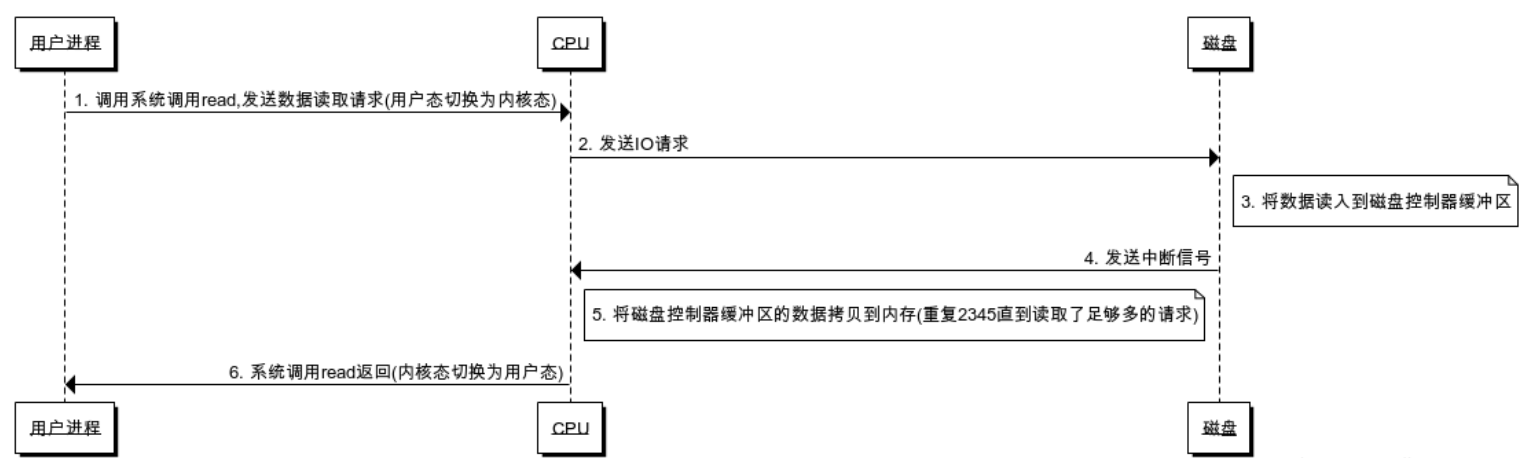 用户进程
CPU
磁盘
1. 调用系统调用read,发送数据读取请求(用户态切换为内核态)
2. 发送IO请求
3. 将数据读入到磁盘控制器缓冲区
4. 发送中断信号
5. 将磁盘控制器缓冲区的数据拷贝到内存(重复2345直到读取了足够多的请求)
6. 系统调用read返回(内核态切换为用户态)
用户进程
CPU
磁盘